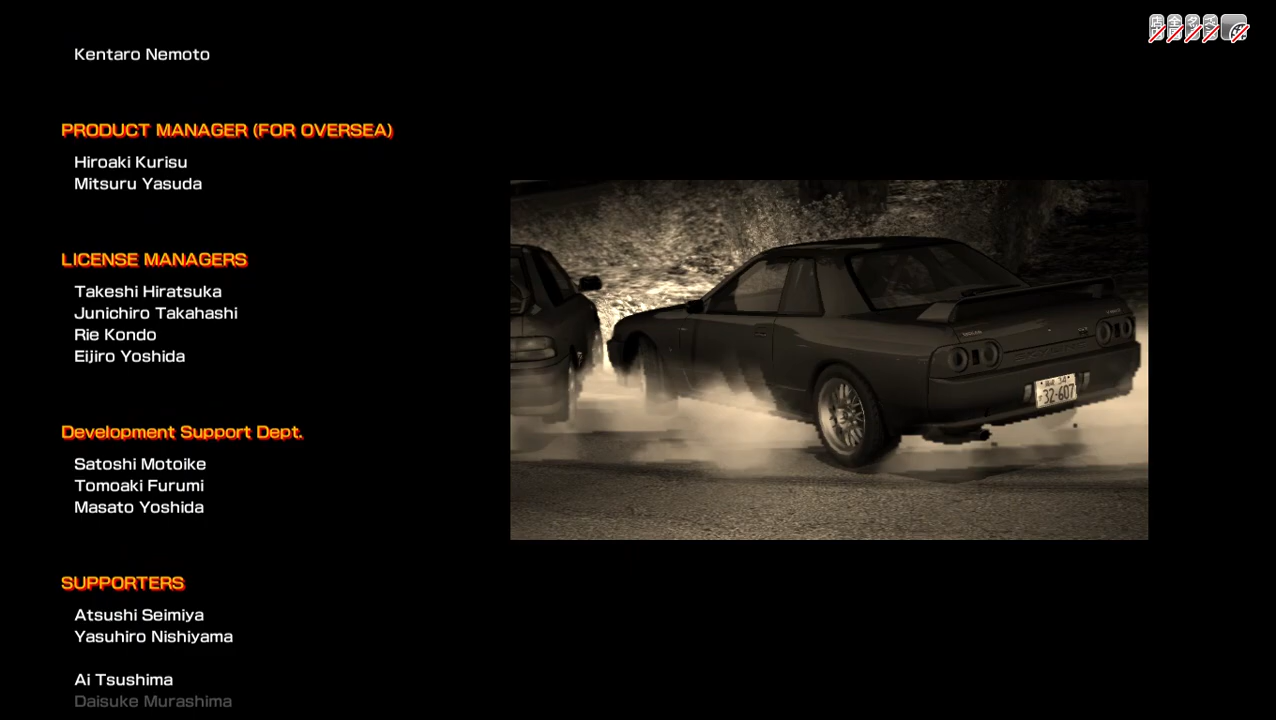 Kentaro Nemoto
PRODUCT MANAGER (FOR OVERSEA)
Hiroaki Kurisu
Mitsuru Yasuda
LICENSE MANAGERS
Takeshi Hiratsuka
Junichiro Takahashi
Rie Kondo
Eijiro Yoshida
Development Support Dept.
Satoshi Motoike
Tomoaki Furumi
Masato Yoshida
SUPPORTERS
Atsushi Seimiya
Yasuhiro Nishiyama
Ai Tsushima
Daisuke Murashima
32-607